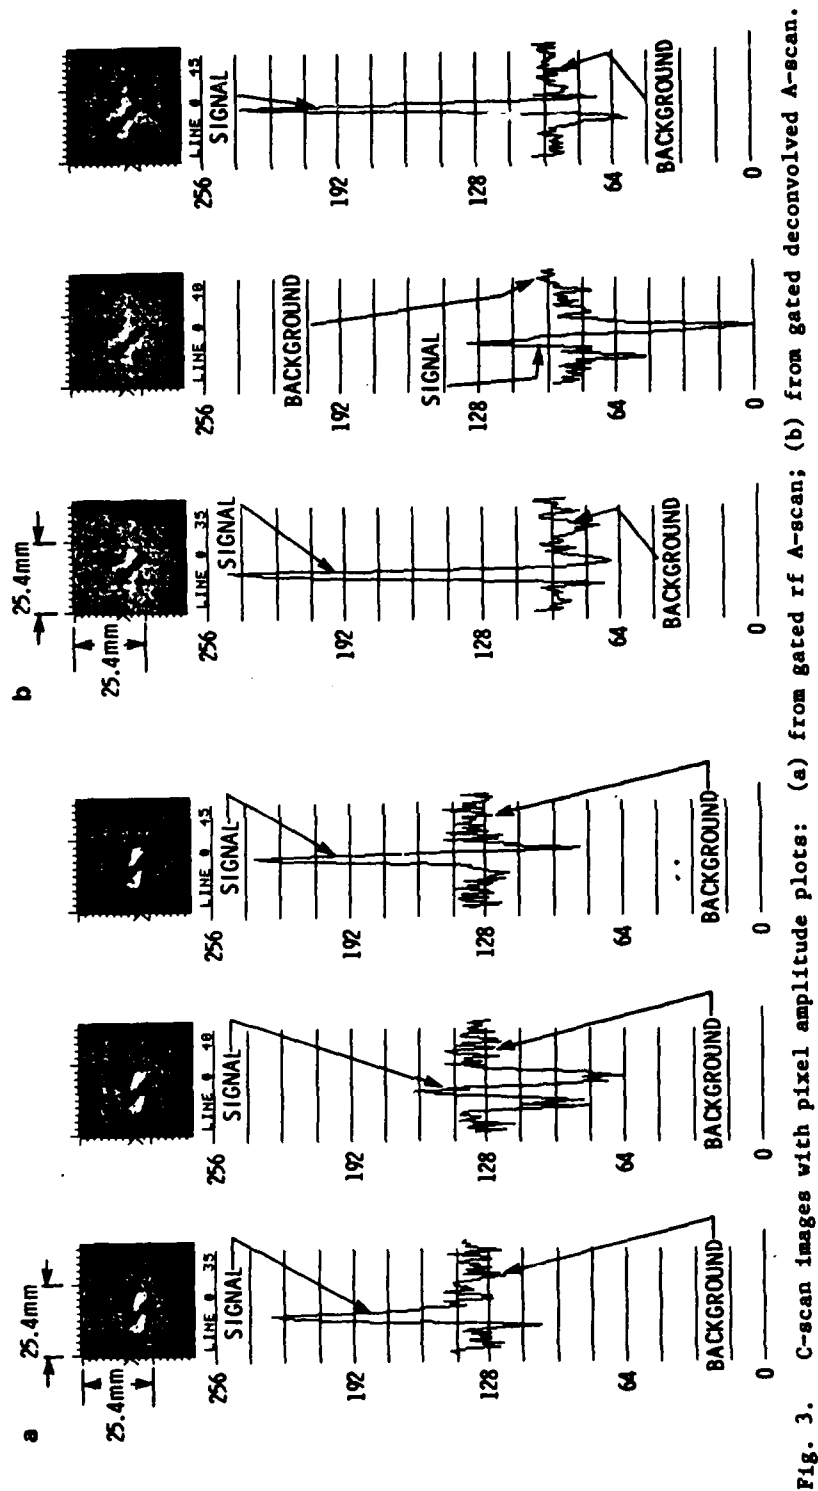 a
25.4mm
25.4mm
LINE @ 35
256
SIGNAL
192
128
64
BACKGROUND
0
LINE @ 40
256
SIGNAL
192
128
64
BACKGROUND
0
LINE @ 45
256
SIGNAL
192
128
64
BACKGROUND
0
b
25.4mm
25.4mm
LINE @ 35
256
SIGNAL
192
128
64
BACKGROUND
0
LINE @ 40
256
BACKGROUND
192
SIGNAL
128
64
0
LINE @ 45
256
SIGNAL
192
128
64
BACKGROUND
0
Fig. 3. C-scan images with pixel amplitude plots: (a) from gated rf A-scan; (b) from gated deconvolved A-scan.